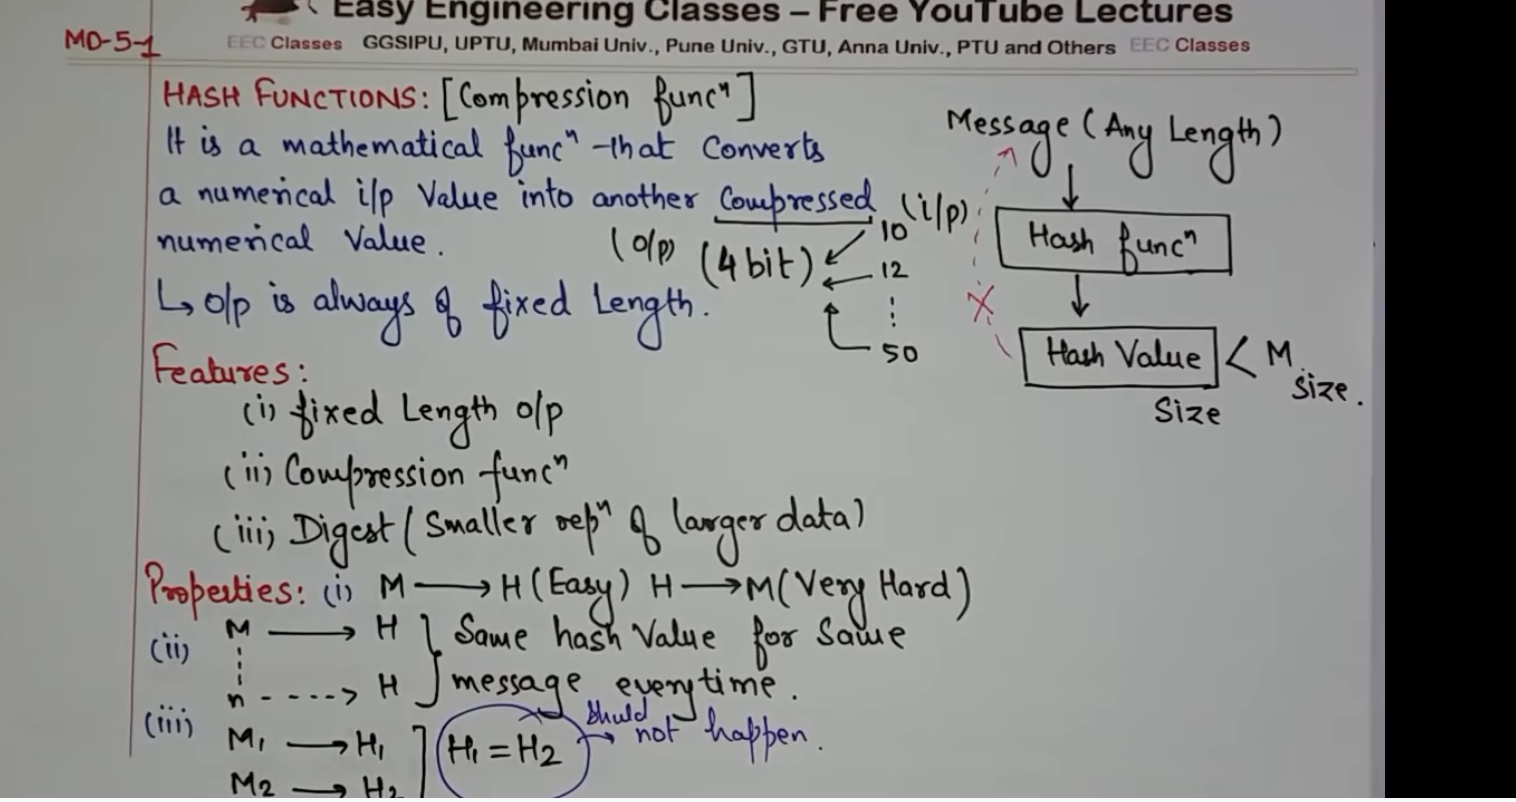 Easy Engineering Classes – Free YouTube Lectures
MO-5-1
EEC Classes GGSIPU, UPTU, Mumbai Univ., Pune Univ., GTU, Anna Univ., PTU and Others EEC Classes
HASH FUNCTIONS: [Compression funcⁿ]
It is a mathematical funcⁿ that Converts
a numerical i/p Value into another Compressed
numerical Value.
(o/p) (4 bit)
(i/p)
10
12
50
↳ o/p is always of fixed Length.
Message (Any Length)
Hash funcⁿ
Hash Value < M
Size Size.
Features:
(i) fixed Length o/p
(ii) Compression funcⁿ
(iii) Digest (Smaller repⁿ of larger data)
Properties: (i) M ⟶ H (Easy) H ⟶ M (Very Hard)
(ii) M ⟶ H } Same hash Value for Same
n ----> H message everytime.
(iii) M₁ ⟶ H₁ ] H₁ = H₂ → should not happen.
M₂ ⟶ H₂